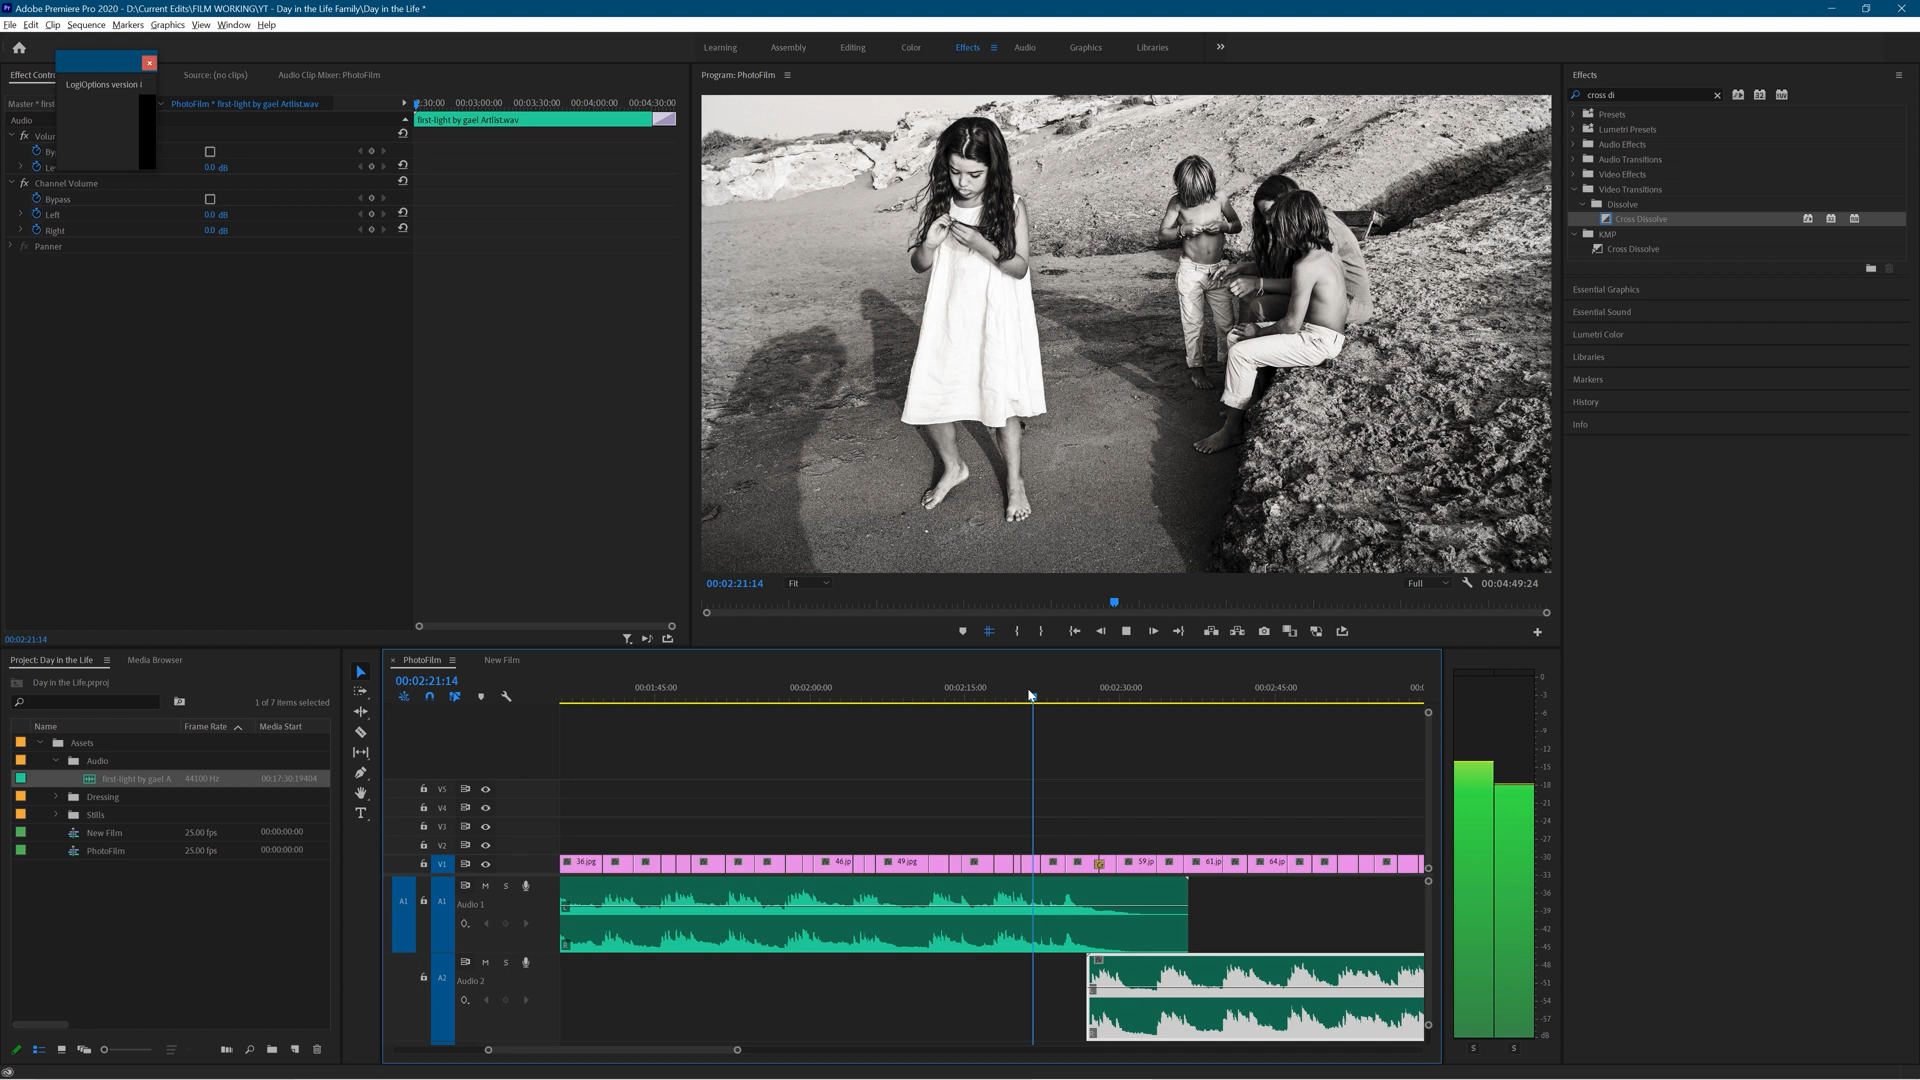 Adobe Premiere Pro 2020 - D:\Current Edits\FILM WORKING\YT - Day in the Life Family\Day in the Life *
File Edit Clip Sequence Markers Graphics View Window Help
Learning Assembly Editing Color Effects Audio Graphics Libraries
LogiOptions version
Source: (no clips) Audio Clip Mixer: PhotoFilm
PhotoFilm * first-light by gael Artlist.wav
:30:00 00:03:00:00 00:03:30:00 00:04:00:00 00:04:30:00
first-light by gael Artlist.wav
Audio
0.0 dB
fx Channel Volume
Bypass
Left 0.0 dB
Right 0.0 dB
fx Panner
00:02:21:14
Program: PhotoFilm
00:02:21:14 Fit Full 00:04:49:24
Effects
cross di
Presets
Lumetri Presets
Audio Effects
Audio Transitions
Video Effects
Video Transitions
Dissolve
Cross Dissolve
KMP
Cross Dissolve
Essential Graphics
Essential Sound
Lumetri Color
Libraries
Markers
History
Info
Project: Day in the Life Media Browser
Day in the Life.prproj
1 of 7 items selected
Name Frame Rate Media Start
Assets
Audio
first-light by gael A 44100 Hz 00:17:30:19404
Dressing
Stills
New Film 25.00 fps 00:00:00:00
PhotoFilm 25.00 fps 00:00:00:00
PhotoFilm New Film
00:02:21:14
00:01:45:00 00:02:00:00 00:02:15:00 00:02:30:00 00:02:45:00
V5
V4
V3
V2
V1 36.jpg 46.jp 49.jpg 59.jp 61.jp 64.jp
A1 A1 M S
Audio 1
A2 M S
Audio 2
0
-3
-6
-9
-12
-15
-18
-21
-24
-27
-30
-33
-36
-39
-42
-45
-48
-51
-54
-57
dB
S S